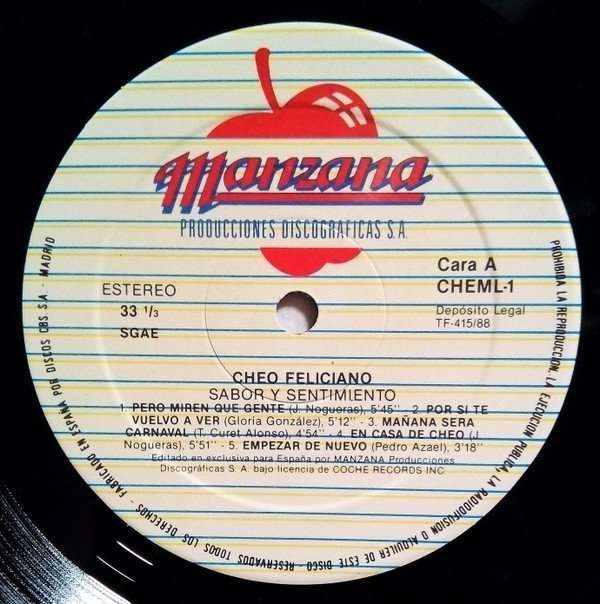 Manzana
PRODUCCIONES DISCOGRAFICAS S.A.
ESTEREO
33 1/3
SGAE
Cara A
CHEML-1
Depósito Legal
TF-415/88
CHEO FELICIANO
SABOR Y SENTIMIENTO
1. PERO MIREN QUE GENTE (J. Nogueras), 5'45'' - 2. POR SI TE
VUELVO A VER (Gloria González), 5'12'' - 3. MAÑANA SERA
CARNAVAL (T. Curet Alonso), 4'54'' - 4. EN CASA DE CHEO (J.
Nogueras), 5'51'' - 5. EMPEZAR DE NUEVO (Pedro Azael), 3'18''
Editado en exclusiva para España por MANZANA Producciones
Discográficas S. A. bajo licencia de COCHE RECORDS INC.
PROHIBIDA LA REPRODUCCION, LA EJECUCION PUBLICA, LA RADIODIFUSION O ALQUILER DE ESTE DISCO - RESERVADOS TODOS LOS DERECHOS - FABRICADO EN ESPAÑA POR DISCOS CBS S.A. - MADRID